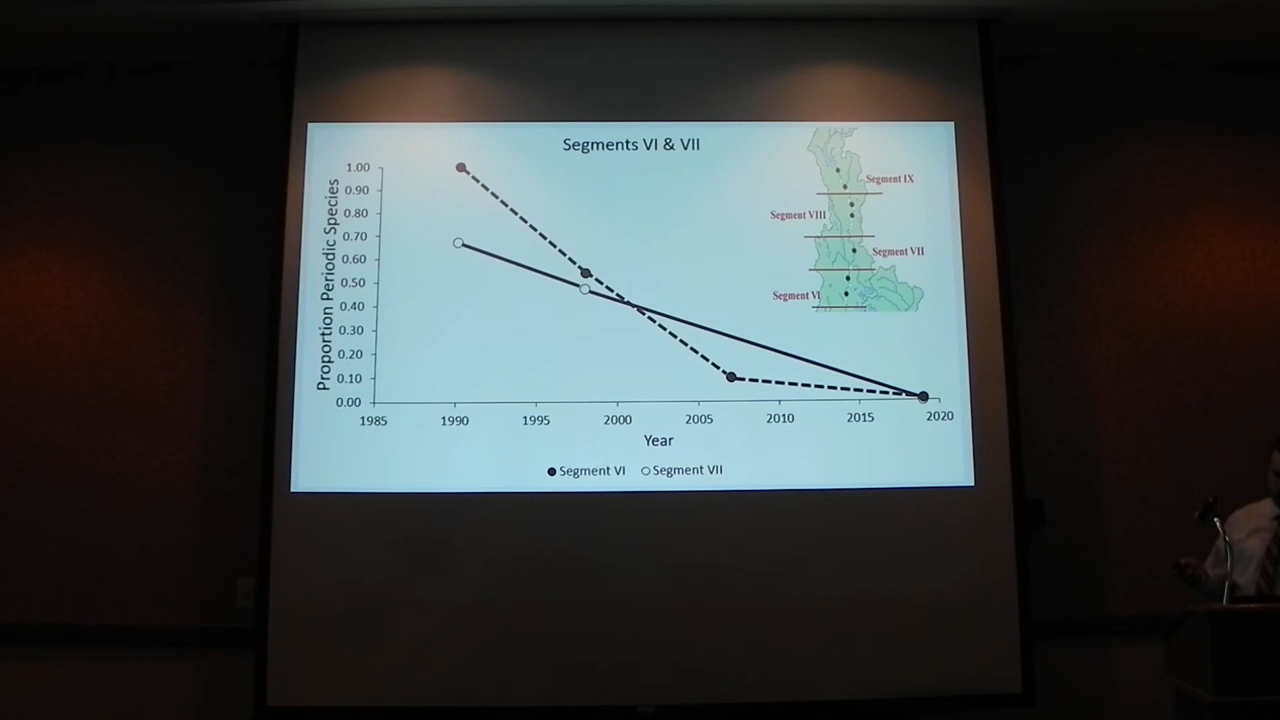 Segments VI & VII
Proportion Periodic Species
1.00
0.90
0.80
0.70
0.60
0.50
0.40
0.30
0.20
0.10
0.00
1985 1990 1995 2000 2005 2010 2015 2020
Year
Segment VI Segment VII
Segment IX
Segment VIII
Segment VII
Segment VI